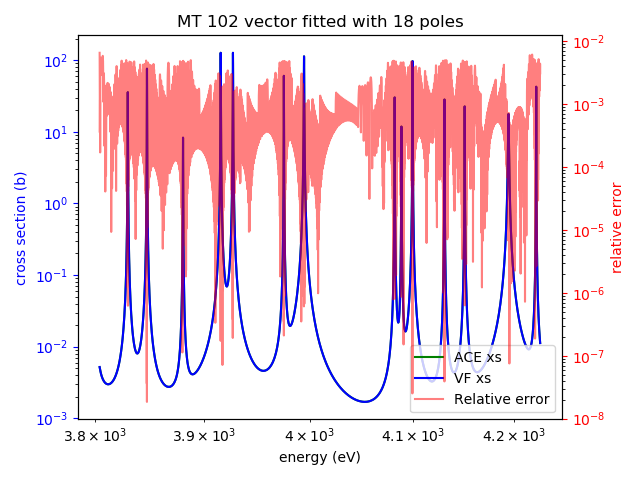 MT 102 vector fitted with 18 poles
cross section (b)
10²
10¹
10⁰
10⁻¹
10⁻²
10⁻³
10⁻²
10⁻³
10⁻⁴
10⁻⁵
10⁻⁶
10⁻⁷
10⁻⁸
relative error
ACE xs
VF xs
Relative error
3.8 × 10³ 3.9 × 10³ 4 × 10³ 4.1 × 10³ 4.2 × 10³
energy (eV)